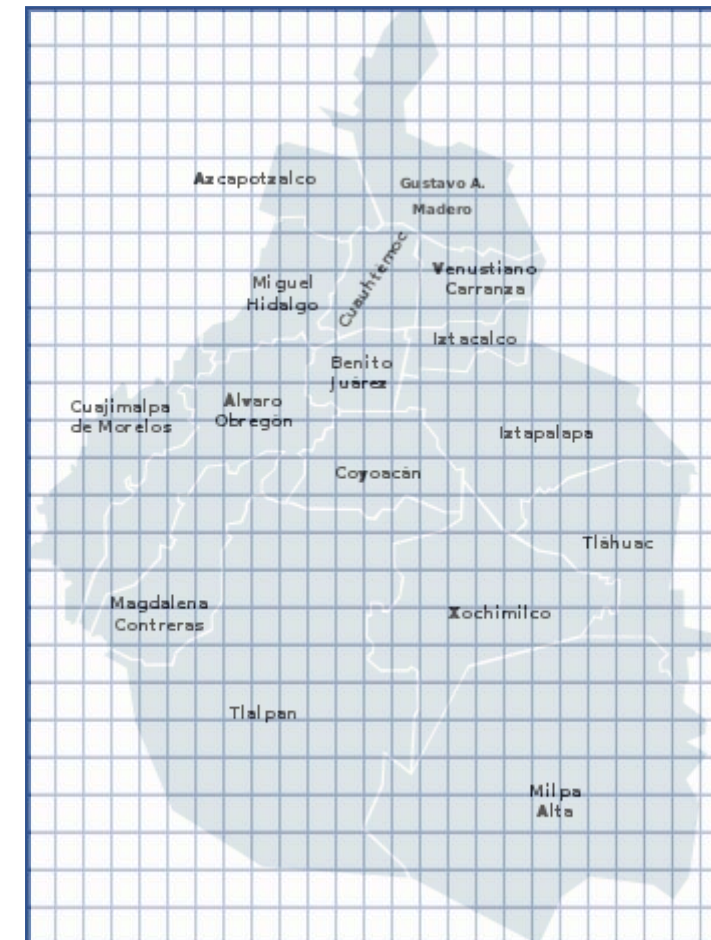 Azcapotzalco
Gustavo A.
Madero
Cuauhtémoc
Venustiano
Carranza
Miguel
Hidalgo
Iztacalco
Benito
Juárez
Cuajimalpa
de Morelos
Alvaro
Obregón
Iztapalapa
Coyoacán
Tláhuac
Magdalena
Contreras
Xochimilco
Tlalpan
Milpa
Alta